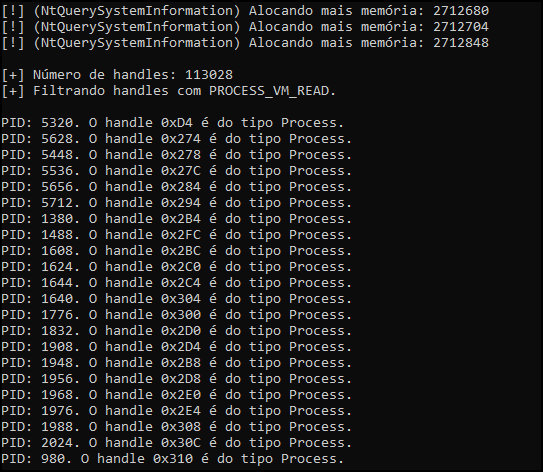 [!] (NtQuerySystemInformation) Alocando mais memória: 2712680
[!] (NtQuerySystemInformation) Alocando mais memória: 2712704
[!] (NtQuerySystemInformation) Alocando mais memória: 2712848
[+] Número de handles: 113028
[+] Filtrando handles com PROCESS_VM_READ.
PID: 5320. O handle 0xD4 é do tipo Process.
PID: 5628. O handle 0x274 é do tipo Process.
PID: 5448. O handle 0x278 é do tipo Process.
PID: 5536. O handle 0x27C é do tipo Process.
PID: 5656. O handle 0x284 é do tipo Process.
PID: 5712. O handle 0x294 é do tipo Process.
PID: 1380. O handle 0x2B4 é do tipo Process.
PID: 1488. O handle 0x2FC é do tipo Process.
PID: 1608. O handle 0x2BC é do tipo Process.
PID: 1624. O handle 0x2C0 é do tipo Process.
PID: 1644. O handle 0x2C4 é do tipo Process.
PID: 1640. O handle 0x304 é do tipo Process.
PID: 1776. O handle 0x300 é do tipo Process.
PID: 1832. O handle 0x2D0 é do tipo Process.
PID: 1908. O handle 0x2D4 é do tipo Process.
PID: 1948. O handle 0x2B8 é do tipo Process.
PID: 1956. O handle 0x2D8 é do tipo Process.
PID: 1968. O handle 0x2E0 é do tipo Process.
PID: 1976. O handle 0x2E4 é do tipo Process.
PID: 1988. O handle 0x308 é do tipo Process.
PID: 2024. O handle 0x30C é do tipo Process.
PID: 980. O handle 0x310 é do tipo Process.